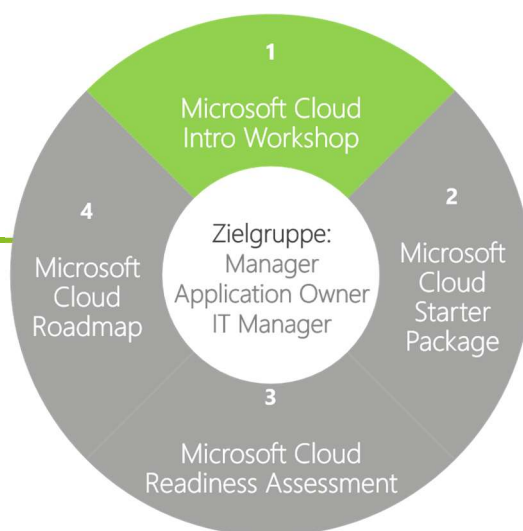 1
Microsoft Cloud
Intro Workshop
2
Microsoft
Cloud
Starter
Package
3
Microsoft Cloud
Readiness Assessment
4
Microsoft
Cloud
Roadmap
Zielgruppe:
Manager
Application Owner
IT Manager